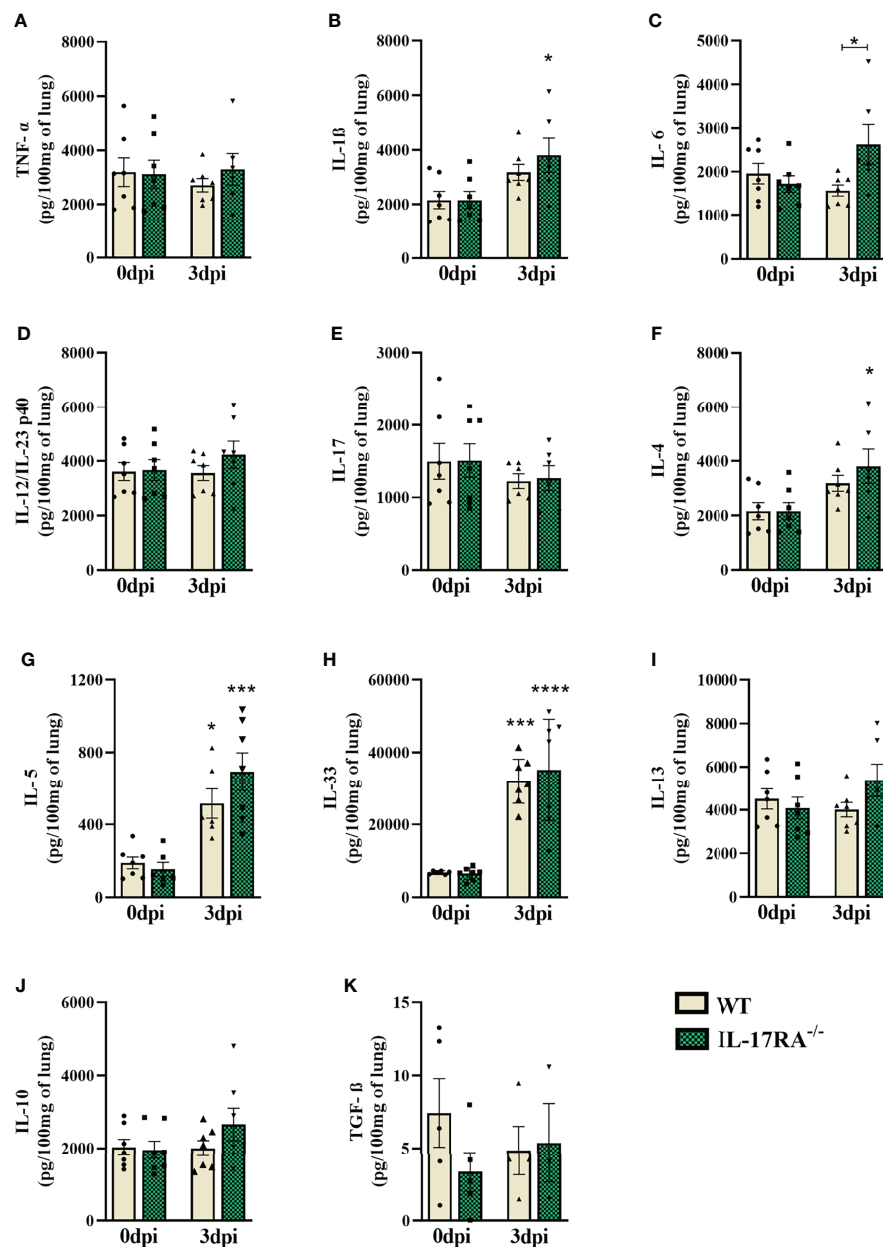 A
TNF- α
(pg/100mg of lung)
8000
6000
4000
2000
0
0dpi 3dpi
B
IL-1ß
(pg/100mg of lung)
8000
6000
4000
2000
0
*
0dpi 3dpi
C
IL- 6
(pg/100mg of lung)
5000
4000
3000
2000
1000
0
*
0dpi 3dpi
D
IL-12/IL-23 p40
(pg/100mg of lung)
8000
6000
4000
2000
0
0dpi 3dpi
E
IL-17
(pg/100mg of lung)
3000
2000
1000
0
0dpi 3dpi
F
IL-4
(pg/100mg of lung)
8000
6000
4000
2000
0
*
0dpi 3dpi
G
IL- 5
(pg/100mg of lung)
1200
800
400
0
*
***
0dpi 3dpi
H
IL-33
(pg/100mg of lung)
60000
40000
20000
0
***
****
0dpi 3dpi
I
IL-13
(pg/100mg of lung)
10000
8000
6000
4000
2000
0
0dpi 3dpi
J
IL-10
(pg/100mg of lung)
6000
4000
2000
0
0dpi 3dpi
K
TGF- ß
(pg/100mg of lung)
15
10
5
0
0dpi 3dpi
WT
IL-17RA-/-